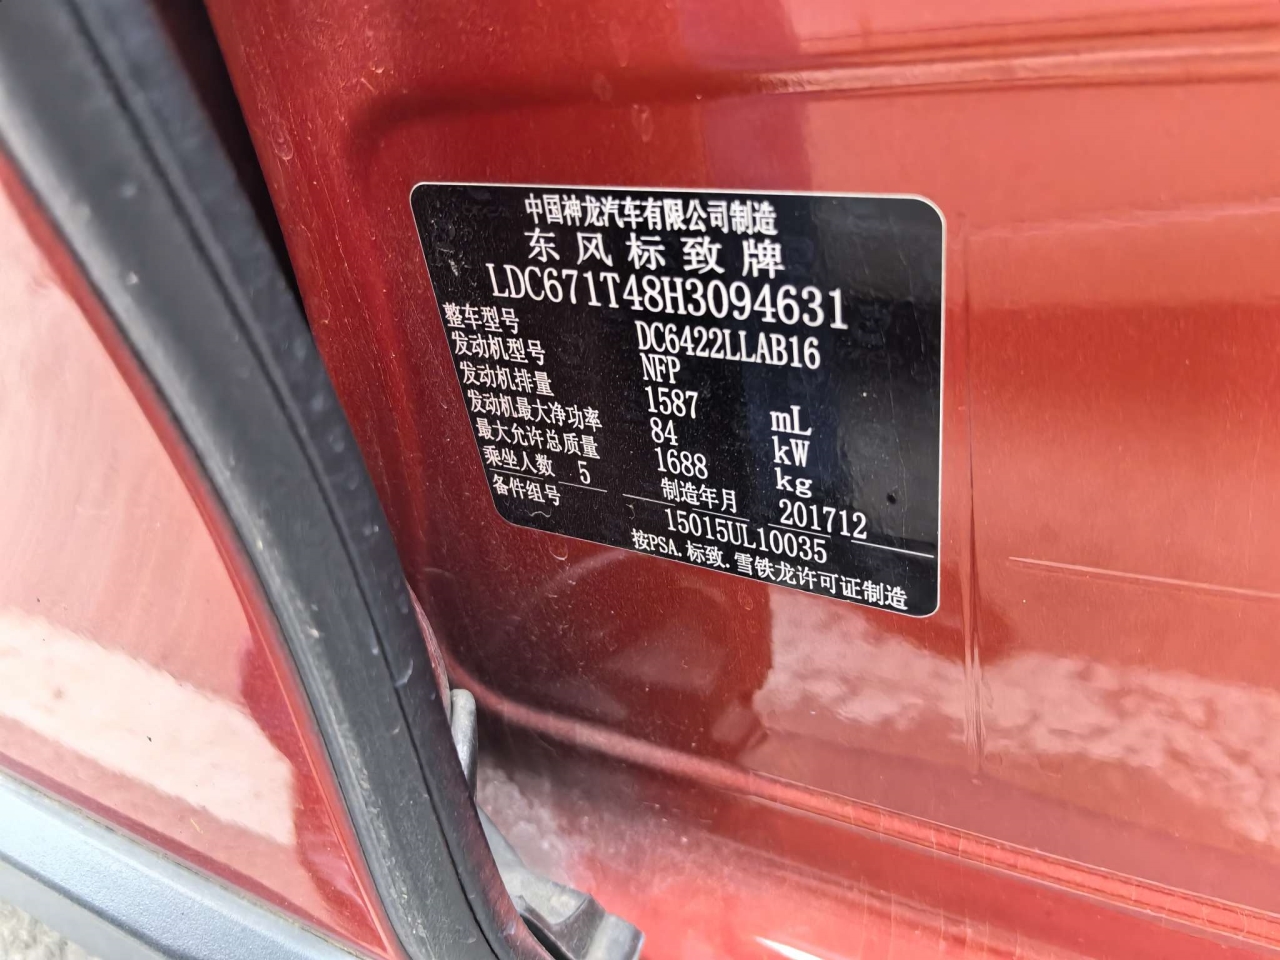 中国神龙汽车有限公司制造
东风标致牌
LDC671T48H3094631
整车型号 DC6422LLAB16
发动机型号 NFP
发动机排量 1587 mL
发动机最大净功率 84 kW
最大允许总质量 1688 kg
乘坐人数 5 制造年月 201712
备件组号 15015UL10035
按PSA.标致.雪铁龙许可证制造